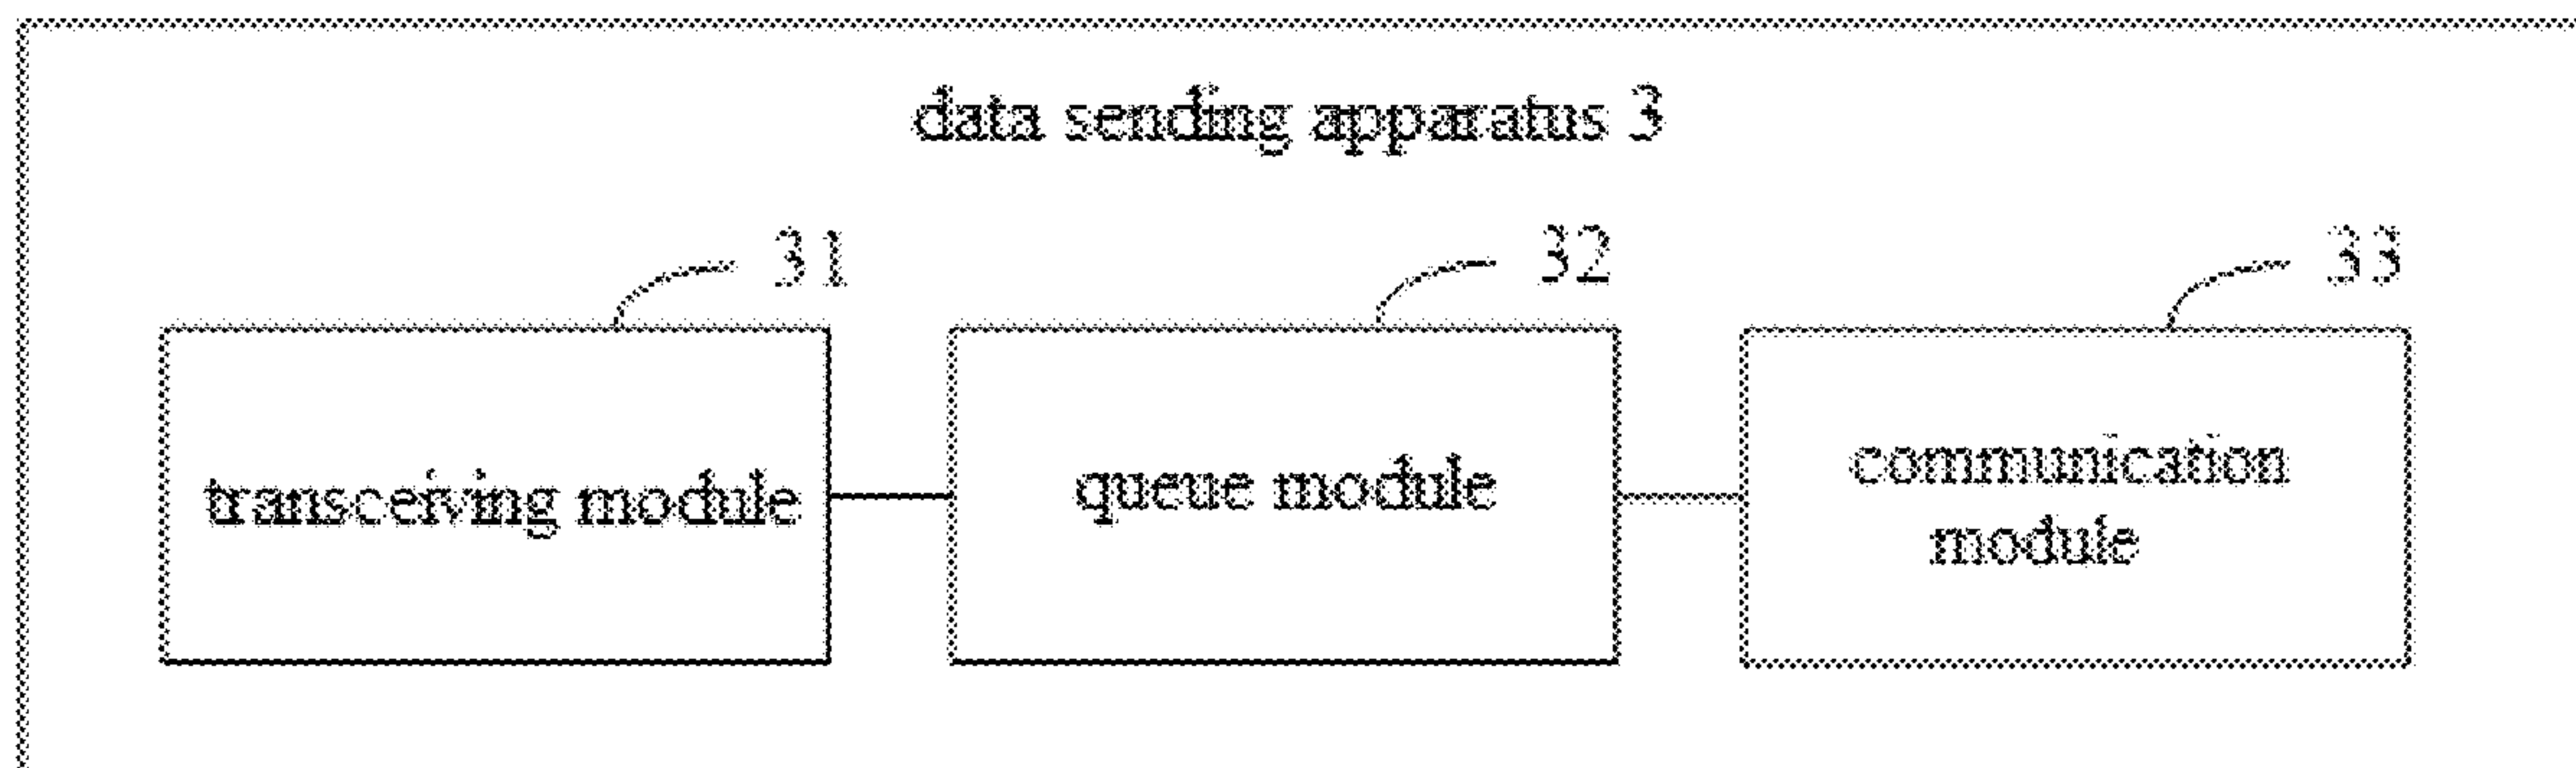 data sending apparatus 3
31
32
33
transceiving module
queue module
communication
module